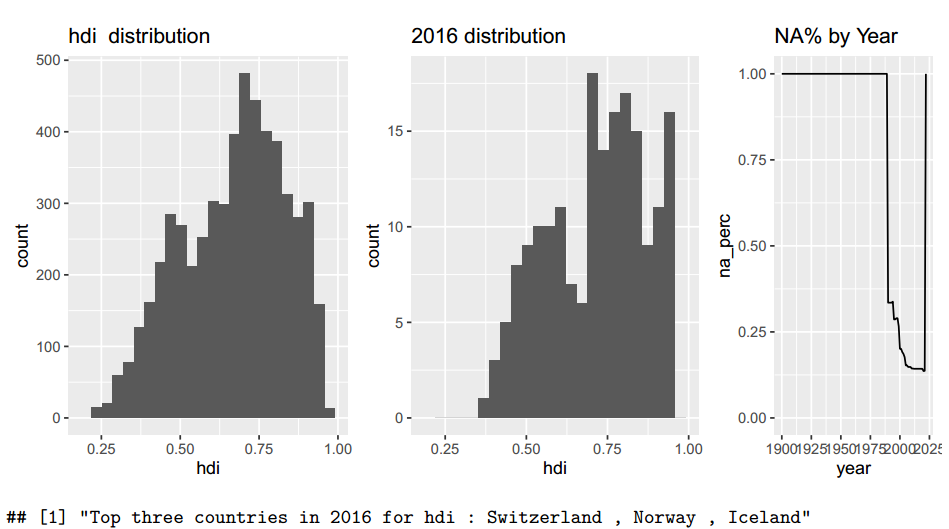 hdi  distribution
500
400
300
200
100
0
count
0.25 0.50 0.75 1.00
hdi
2016 distribution
15
10
5
0
count
0.25 0.50 0.75 1.00
hdi
NA% by Year
1.00
0.75
0.50
0.25
0.00
na_perc
1900 1925 1950 1975 2000 2025
year
## [1] "Top three countries in 2016 for hdi : Switzerland , Norway , Iceland"